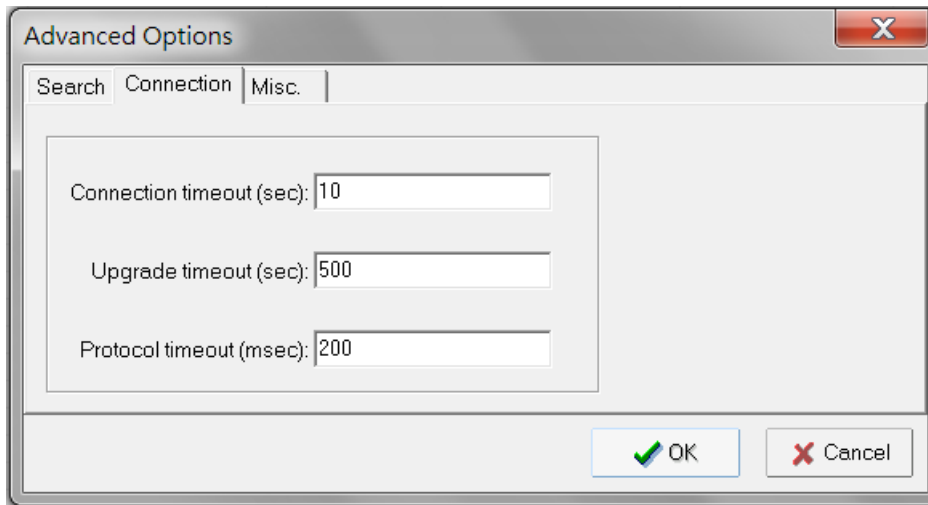 Advanced Options
Search Connection Misc.
Connection timeout (sec): 10
Upgrade timeout (sec): 500
Protocol timeout (msec): 200
OK Cancel